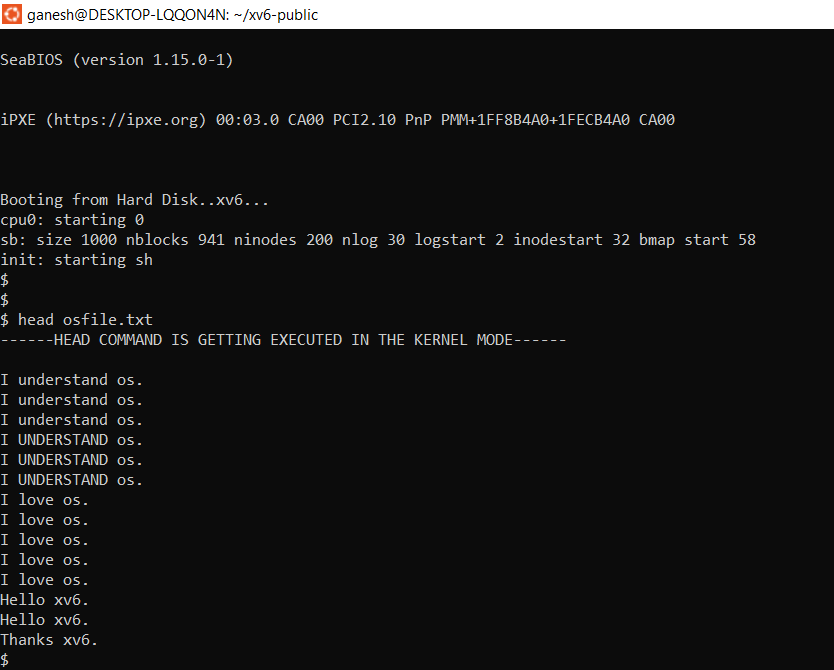 ganesh@DESKTOP-LQQON4N: ~/xv6-public
SeaBIOS (version 1.15.0-1)
iPXE (https://ipxe.org) 00:03.0 CA00 PCI2.10 PnP PMM+1FF8B4A0+1FECB4A0 CA00
Booting from Hard Disk..xv6...
cpu0: starting 0
sb: size 1000 nblocks 941 ninodes 200 nlog 30 logstart 2 inodestart 32 bmap start 58
init: starting sh
$
$
$ head osfile.txt
------HEAD COMMAND IS GETTING EXECUTED IN THE KERNEL MODE------
I understand os.
I understand os.
I understand os.
I UNDERSTAND os.
I UNDERSTAND os.
I UNDERSTAND os.
I love os.
I love os.
I love os.
I love os.
I love os.
Hello xv6.
Hello xv6.
Thanks xv6.
$